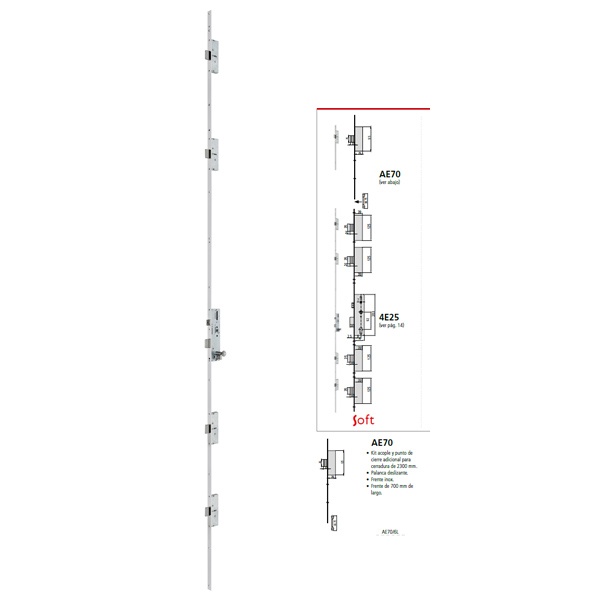 AE70
(ver abajo)
4E25
(ver pág. 14)
Soft
AE70
• Kit acople y punto de
cierre adicional para
cerradura de 2300 mm.
• Palanca deslizante.
• Frente inox.
• Frente de 700 mm de
largo.
AE70/6L